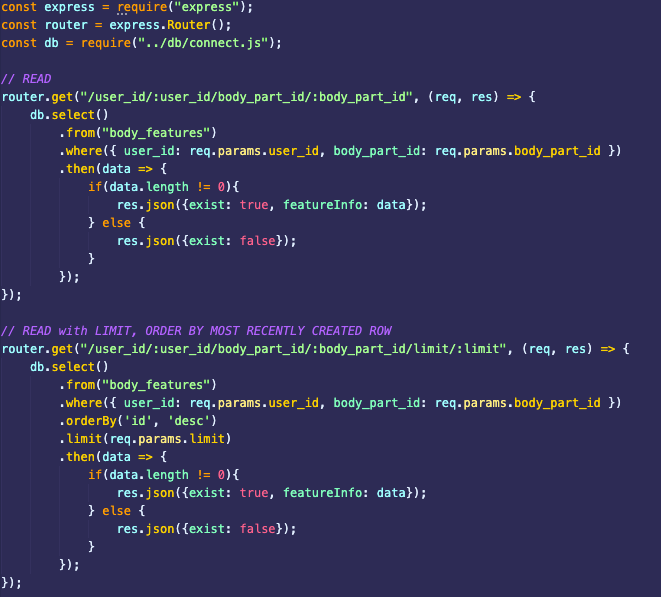 const express = require("express");
const router = express.Router();
const db = require("../db/connect.js");

// READ
router.get("/user_id/:user_id/body_part_id/:body_part_id", (req, res) => {
    db.select()
        .from("body_features")
        .where({ user_id: req.params.user_id, body_part_id: req.params.body_part_id })
        .then(data => {
            if(data.length != 0){
                res.json({exist: true, featureInfo: data});
            } else {
                res.json({exist: false});
            }
        });
});

// READ with LIMIT, ORDER BY MOST RECENTLY CREATED ROW
router.get("/user_id/:user_id/body_part_id/:body_part_id/limit/:limit", (req, res) => {
    db.select()
        .from("body_features")
        .where({ user_id: req.params.user_id, body_part_id: req.params.body_part_id })
        .orderBy('id', 'desc')
        .limit(req.params.limit)
        .then(data => {
            if(data.length != 0){
                res.json({exist: true, featureInfo: data});
            } else {
                res.json({exist: false});
            }
        });
});